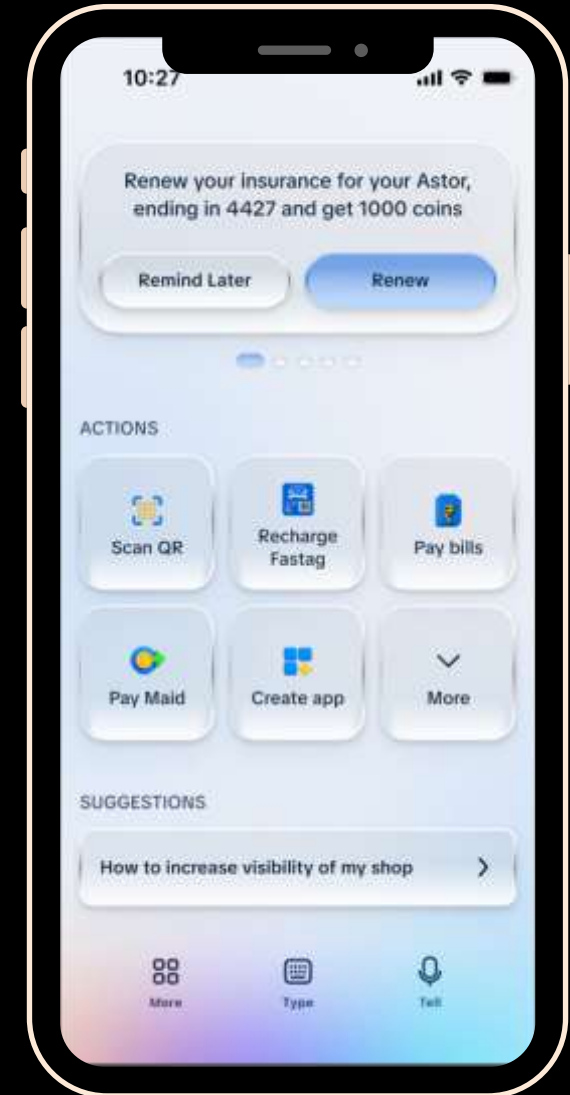 10:27
Renew your insurance for your Astor,
ending in 4427 and get 1000 coins
Remind Later
Renew
ACTIONS
Scan QR
Recharge
Fastag
Pay bills
Pay Maid
Create app
More
SUGGESTIONS
How to increase visibility of my shop
More
Type
Tell